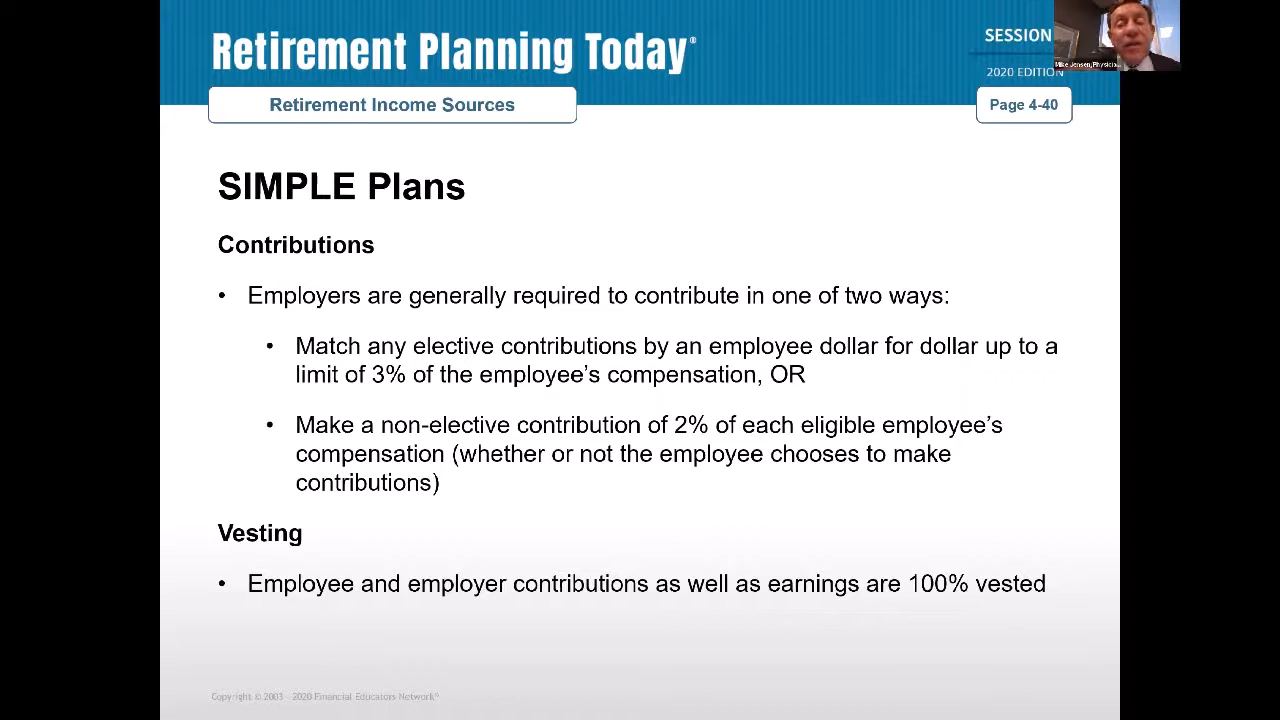 Retirement Planning Today®
SESSION
2020 EDITION
Mike Jensen, Physicia...
Retirement Income Sources
Page 4-40
SIMPLE Plans
Contributions
• Employers are generally required to contribute in one of two ways:
• Match any elective contributions by an employee dollar for dollar up to a
limit of 3% of the employee’s compensation, OR
• Make a non-elective contribution of 2% of each eligible employee’s
compensation (whether or not the employee chooses to make
contributions)
Vesting
• Employee and employer contributions as well as earnings are 100% vested
Copyright © 2003 - 2020 Financial Educators Network®